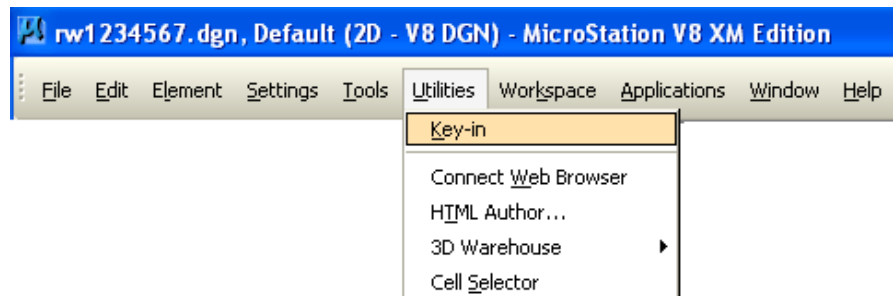 rw1234567.dgn, Default (2D - V8 DGN) - MicroStation V8 XM Edition
File Edit Element Settings Tools Utilities Workspace Applications Window Help
Key-in
Connect Web Browser
HTML Author...
3D Warehouse
Cell Selector